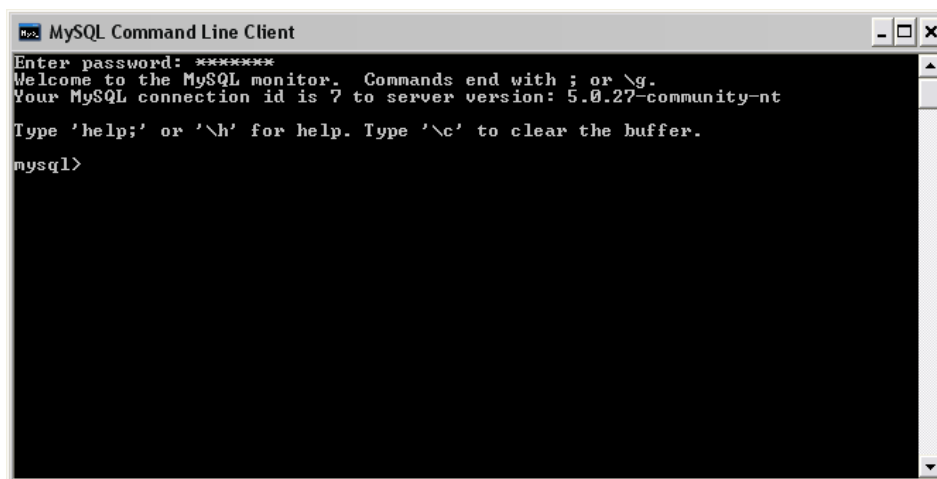 MySQL Command Line Client
Enter password: *******
Welcome to the MySQL monitor.  Commands end with ; or \g.
Your MySQL connection id is 7 to server version: 5.0.27-community-nt
Type 'help;' or '\h' for help. Type '\c' to clear the buffer.
mysql>